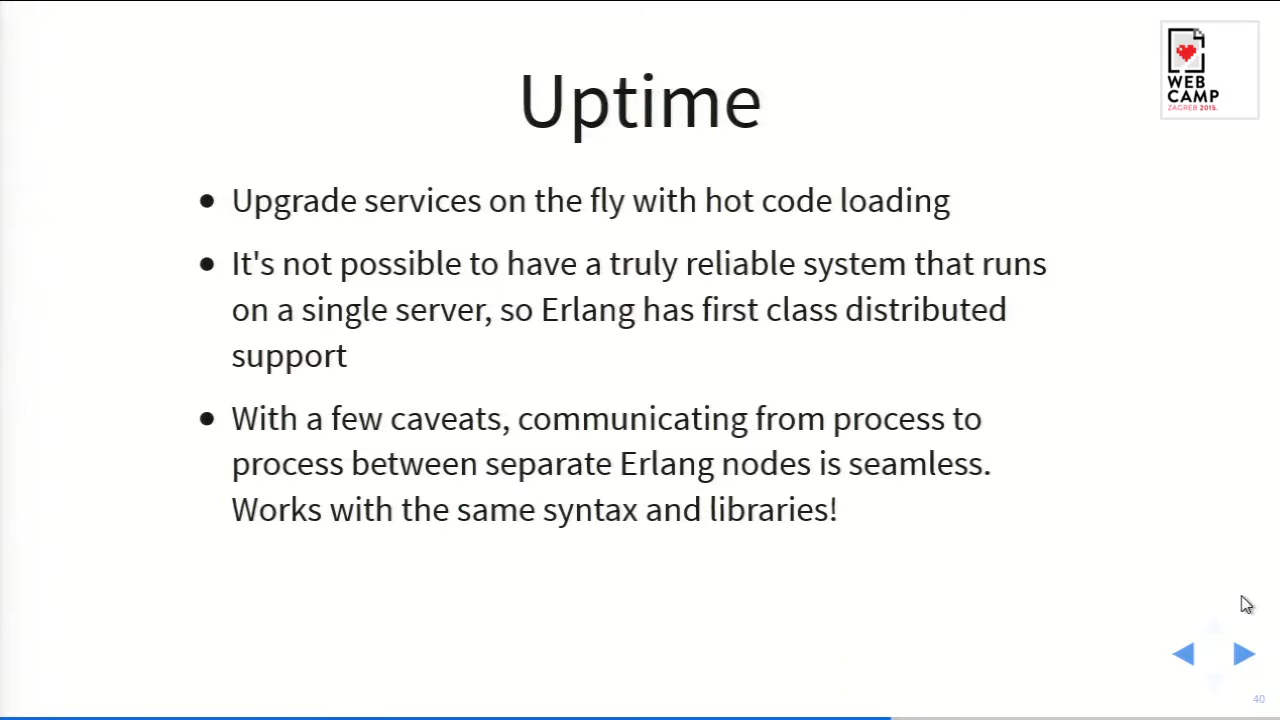 WEB
CAMP
ZAGREB 2015.
Uptime
Upgrade services on the fly with hot code loading
It's not possible to have a truly reliable system that runs
on a single server, so Erlang has first class distributed
support
With a few caveats, communicating from process to
process between separate Erlang nodes is seamless.
Works with the same syntax and libraries!
40